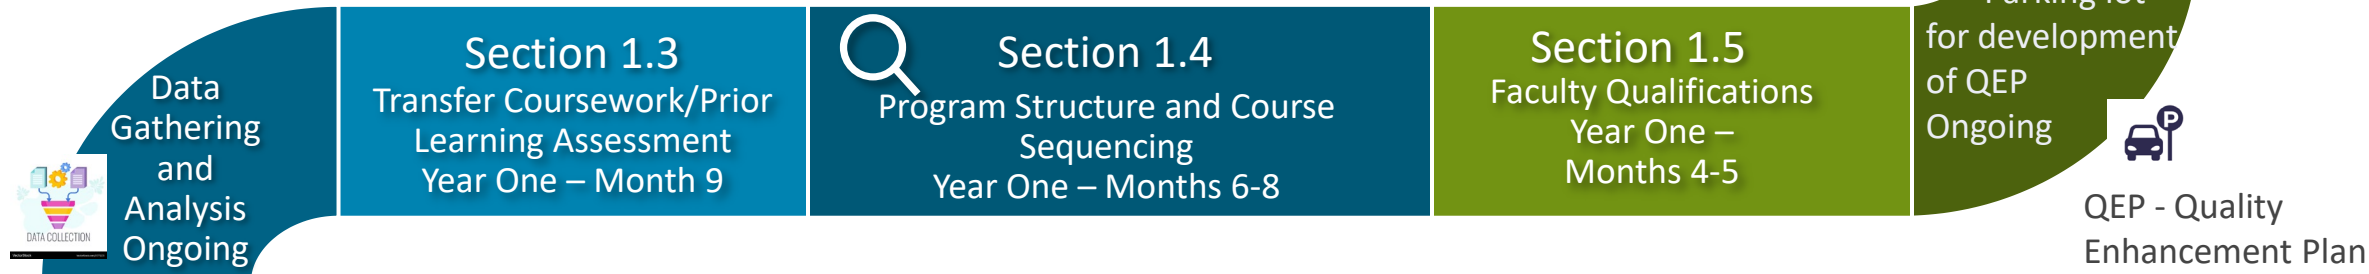 Data
Gathering
and
Analysis
Ongoing
DATA COLLECTION
Section 1.3
Transfer Coursework/Prior
Learning Assessment
Year One – Month 9
Section 1.4
Program Structure and Course
Sequencing
Year One – Months 6-8
Section 1.5
Faculty Qualifications
Year One –
Months 4-5
Parking lot
for development
of QEP
Ongoing
P
QEP - Quality
Enhancement Plan